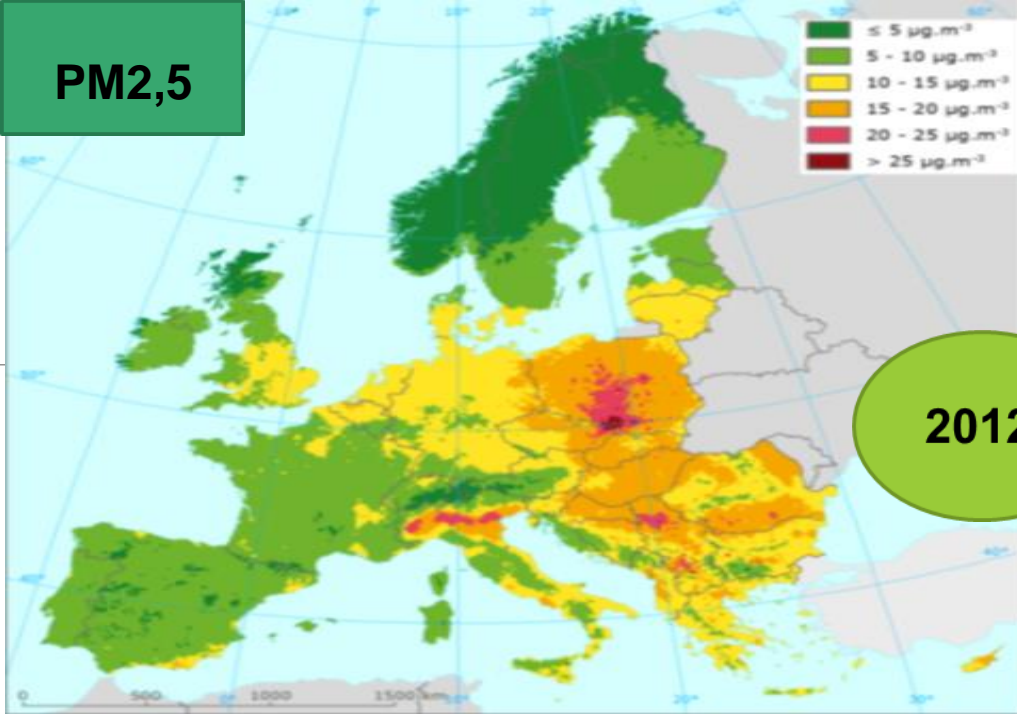 PM2,5
≤ 5 µg.m-3
5 - 10 µg.m-3
10 - 15 µg.m-3
15 - 20 µg.m-3
20 - 25 µg.m-3
> 25 µg.m-3
2012
0 500 1000 1500 km